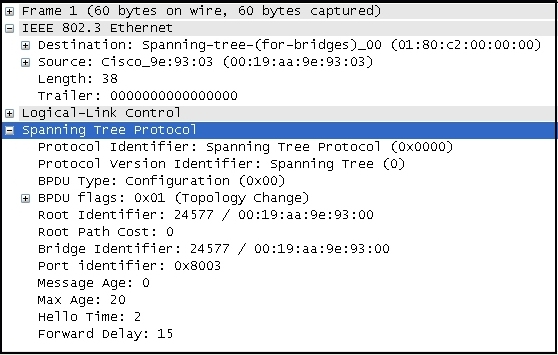 Frame 1 (60 bytes on wire, 60 bytes captured)
IEEE 802.3 Ethernet
Destination: Spanning-tree-(for-bridges)_00 (01:80:c2:00:00:00)
Source: Cisco_9e:93:03 (00:19:aa:9e:93:03)
Length: 38
Trailer: 0000000000000000
Logical-Link Control
Spanning Tree Protocol
Protocol Identifier: Spanning Tree Protocol (0x0000)
Protocol Version Identifier: Spanning Tree (0)
BPDU Type: Configuration (0x00)
BPDU flags: 0x01 (Topology Change)
Root Identifier: 24577 / 00:19:aa:9e:93:00
Root Path Cost: 0
Bridge Identifier: 24577 / 00:19:aa:9e:93:00
Port identifier: 0x8003
Message Age: 0
Max Age: 20
Hello Time: 2
Forward Delay: 15